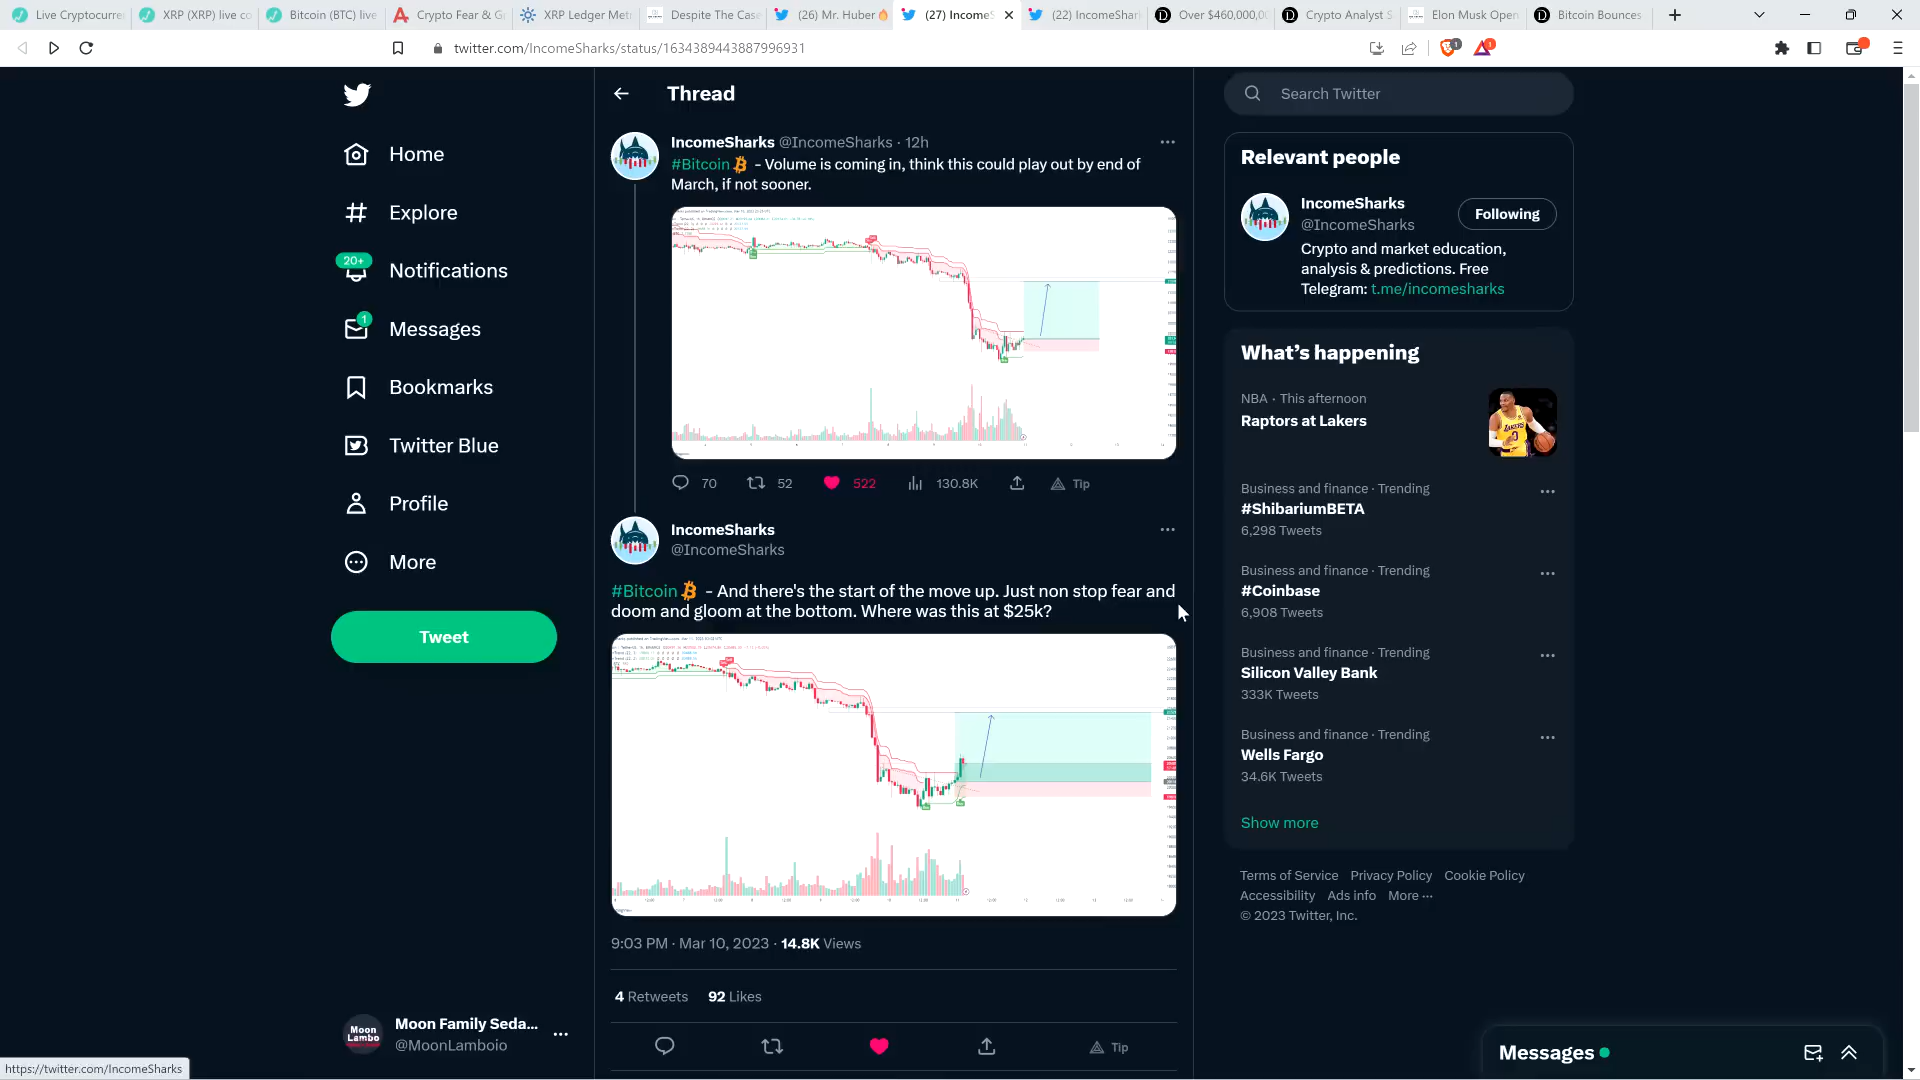 Live Cryptocurre
XRP (XRP) live co
Bitcoin (BTC) live
Crypto Fear & G
XRP Ledger Met
Despite The Case
(26) Mr. Huber
(27) IncomeS
(22) IncomeShar
Over $460,000,0
Crypto Analyst S
Elon Musk Open
Bitcoin Bounces
twitter.com/IncomeSharks/status/1634389443887996931
Home
Explore
20+
Notifications
1
Messages
Bookmarks
Twitter Blue
Profile
More
Tweet
Moon Lambo
Moon Family Seda...
@MoonLamboio
https://twitter.com/IncomeSharks
Thread
IncomeSharks @IncomeSharks · 12h
#Bitcoin - Volume is coming in, think this could play out by end of
March, if not sooner.
70 52 522 130.8K Tip
IncomeSharks
@IncomeSharks
#Bitcoin - And there's the start of the move up. Just non stop fear and
doom and gloom at the bottom. Where was this at $25k?
9:03 PM · Mar 10, 2023 · 14.8K Views
4 Retweets 92 Likes
Tip
Search Twitter
Relevant people
IncomeSharks
@IncomeSharks
Following
Crypto and market education,
analysis & predictions. Free
Telegram: t.me/incomesharks
What's happening
NBA · This afternoon
Raptors at Lakers
Business and finance · Trending
#ShibariumBETA
6,298 Tweets
Business and finance · Trending
#Coinbase
6,908 Tweets
Business and finance · Trending
Silicon Valley Bank
333K Tweets
Business and finance · Trending
Wells Fargo
34.6K Tweets
Show more
Terms of Service Privacy Policy Cookie Policy
Accessibility Ads info More ···
© 2023 Twitter, Inc.
Messages